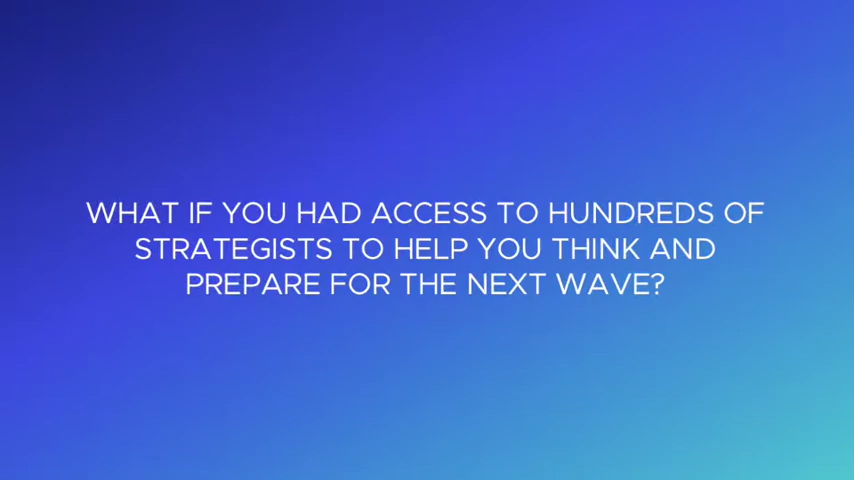 WHAT IF YOU HAD ACCESS TO HUNDREDS OF
STRATEGISTS TO HELP YOU THINK AND
PREPARE FOR THE NEXT WAVE?